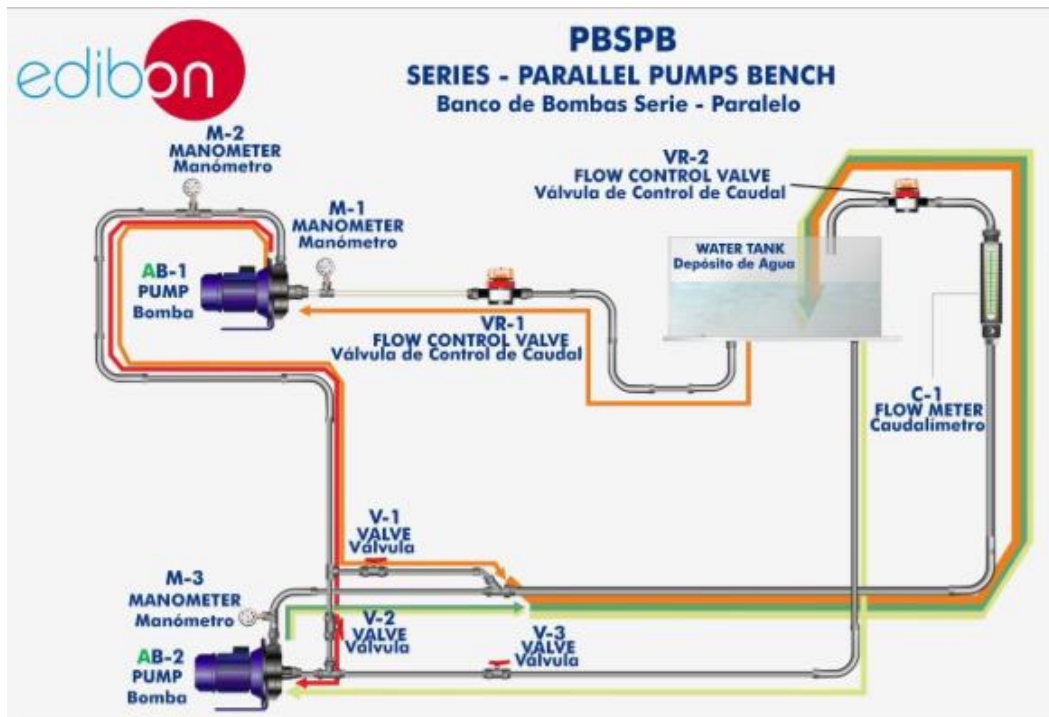 edibon
PBSPB
SERIES - PARALLEL PUMPS BENCH
Banco de Bombas Serie - Paralelo
M-2
MANOMETER
Manómetro
M-1
MANOMETER
Manómetro
VR-2
FLOW CONTROL VALVE
Válvula de Control de Caudal
WATER TANK
Depósito de Agua
AB-1
PUMP
Bomba
VR-1
FLOW CONTROL VALVE
Válvula de Control de Caudal
C-1
FLOW METER
Caudalímetro
V-1
VALVE
Válvula
M-3
MANOMETER
Manómetro
V-2
VALVE
Válvula
V-3
VALVE
Válvula
AB-2
PUMP
Bomba